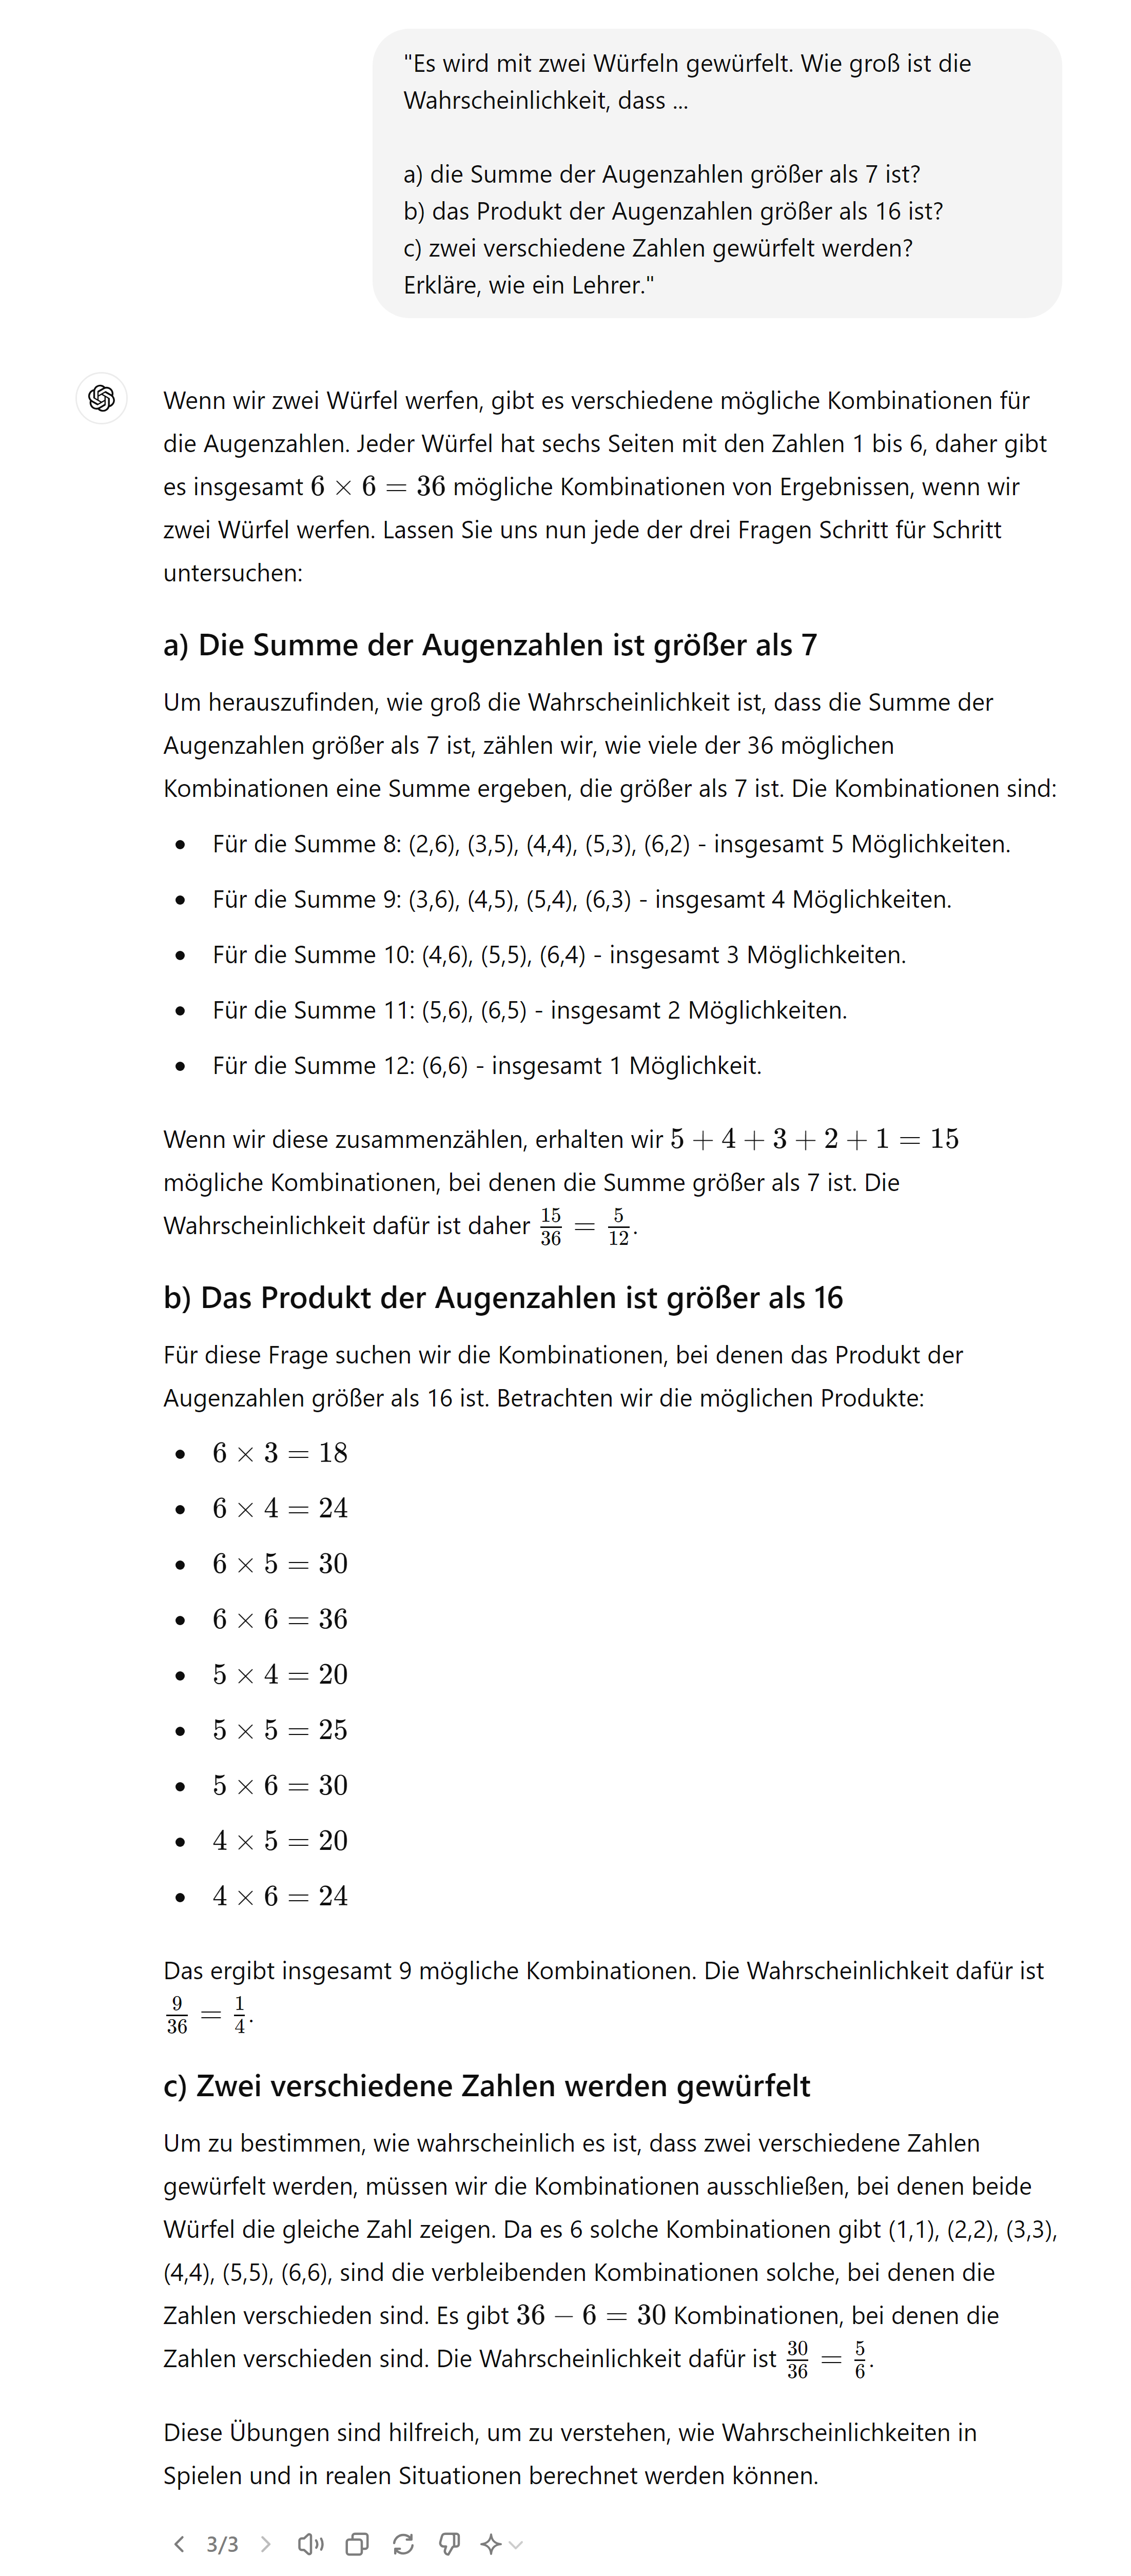 "Es wird mit zwei Würfeln gewürfelt. Wie groß ist die
Wahrscheinlichkeit, dass ...
a) die Summe der Augenzahlen größer als 7 ist?
b) das Produkt der Augenzahlen größer als 16 ist?
c) zwei verschiedene Zahlen gewürfelt werden?
Erkläre, wie ein Lehrer."
Wenn wir zwei Würfel werfen, gibt es verschiedene mögliche Kombinationen für
die Augenzahlen. Jeder Würfel hat sechs Seiten mit den Zahlen 1 bis 6, daher gibt
es insgesamt 6 × 6 = 36 mögliche Kombinationen von Ergebnissen, wenn wir
zwei Würfel werfen. Lassen Sie uns nun jede der drei Fragen Schritt für Schritt
untersuchen:
a) Die Summe der Augenzahlen ist größer als 7
Um herauszufinden, wie groß die Wahrscheinlichkeit ist, dass die Summe der
Augenzahlen größer als 7 ist, zählen wir, wie viele der 36 möglichen
Kombinationen eine Summe ergeben, die größer als 7 ist. Die Kombinationen sind:
• Für die Summe 8: (2,6), (3,5), (4,4), (5,3), (6,2) - insgesamt 5 Möglichkeiten.
• Für die Summe 9: (3,6), (4,5), (5,4), (6,3) - insgesamt 4 Möglichkeiten.
• Für die Summe 10: (4,6), (5,5), (6,4) - insgesamt 3 Möglichkeiten.
• Für die Summe 11: (5,6), (6,5) - insgesamt 2 Möglichkeiten.
• Für die Summe 12: (6,6) - insgesamt 1 Möglichkeit.
Wenn wir diese zusammenzählen, erhalten wir 5 + 4 + 3 + 2 + 1 = 15
mögliche Kombinationen, bei denen die Summe größer als 7 ist. Die
Wahrscheinlichkeit dafür ist daher 15/36 = 5/12.
b) Das Produkt der Augenzahlen ist größer als 16
Für diese Frage suchen wir die Kombinationen, bei denen das Produkt der
Augenzahlen größer als 16 ist. Betrachten wir die möglichen Produkte:
• 6 × 3 = 18
• 6 × 4 = 24
• 6 × 5 = 30
• 6 × 6 = 36
• 5 × 4 = 20
• 5 × 5 = 25
• 5 × 6 = 30
• 4 × 5 = 20
• 4 × 6 = 24
Das ergibt insgesamt 9 mögliche Kombinationen. Die Wahrscheinlichkeit dafür ist
9/36 = 1/4.
c) Zwei verschiedene Zahlen werden gewürfelt
Um zu bestimmen, wie wahrscheinlich es ist, dass zwei verschiedene Zahlen
gewürfelt werden, müssen wir die Kombinationen ausschließen, bei denen beide
Würfel die gleiche Zahl zeigen. Da es 6 solche Kombinationen gibt (1,1), (2,2), (3,3),
(4,4), (5,5), (6,6), sind die verbleibenden Kombinationen solche, bei denen die
Zahlen verschieden sind. Es gibt 36 − 6 = 30 Kombinationen, bei denen die
Zahlen verschieden sind. Die Wahrscheinlichkeit dafür ist 30/36 = 5/6.
Diese Übungen sind hilfreich, um zu verstehen, wie Wahrscheinlichkeiten in
Spielen und in realen Situationen berechnet werden können.
3/3